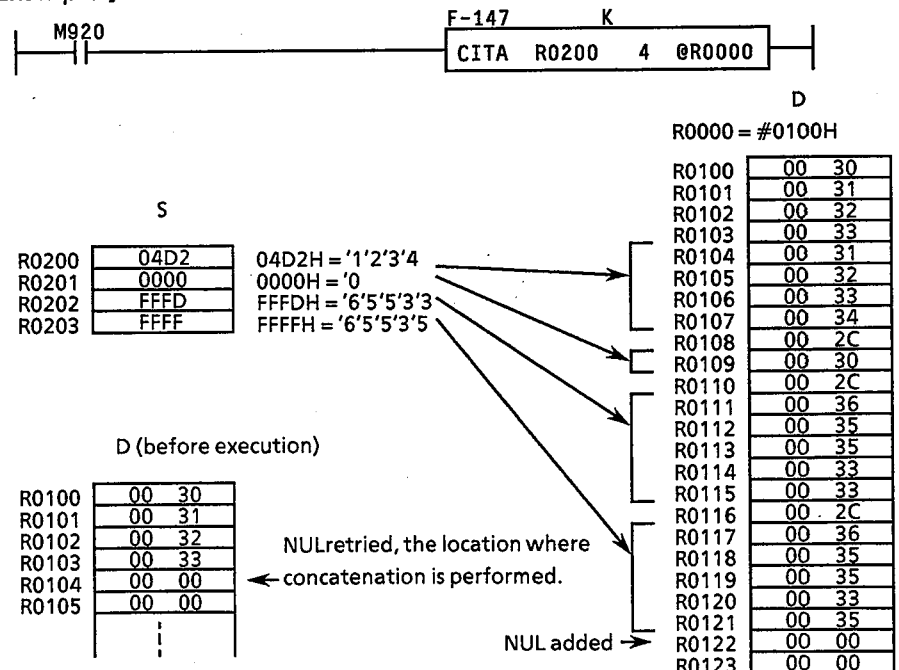 M920
F-147 K
CITA R0200 4 @R0000
D
R0000 = #0100H
R0100 00 30
R0101 00 31
R0102 00 32
R0103 00 33
R0104 00 31
R0105 00 32
R0106 00 33
R0107 00 34
R0108 00 2C
R0109 00 30
R0110 00 2C
R0111 00 36
R0112 00 35
R0113 00 35
R0114 00 33
R0115 00 33
R0116 00 2C
R0117 00 36
R0118 00 35
R0119 00 35
R0120 00 33
R0121 00 35
NUL added R0122 00 00
R0123 00 00
S
R0200 04D2 04D2H = '1'2'3'4
R0201 0000 0000H = '0
R0202 FFFD FFFDH = '6'5'5'3'3
R0203 FFFF FFFFH = '6'5'5'3'5
D (before execution)
R0100 00 30
R0101 00 31
R0102 00 32
R0103 00 33
R0104 00 00
R0105 00 00
NULretried, the location where
concatenation is performed.